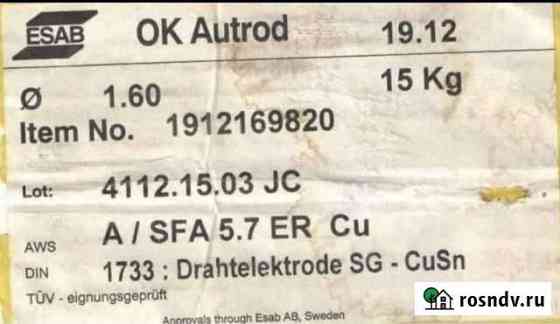 ESAB OK Autrod 19.12
Ø 1.60 15 Kg
Item No. 1912169820
Lot: 4112.15.03 JC
AWS A / SFA 5.7 ER Cu
DIN 1733 : Drahtelektrode SG - CuSn
TÜV - eignungsgeprüft
Approvals through Esab AB, Sweden
rosndv.ru